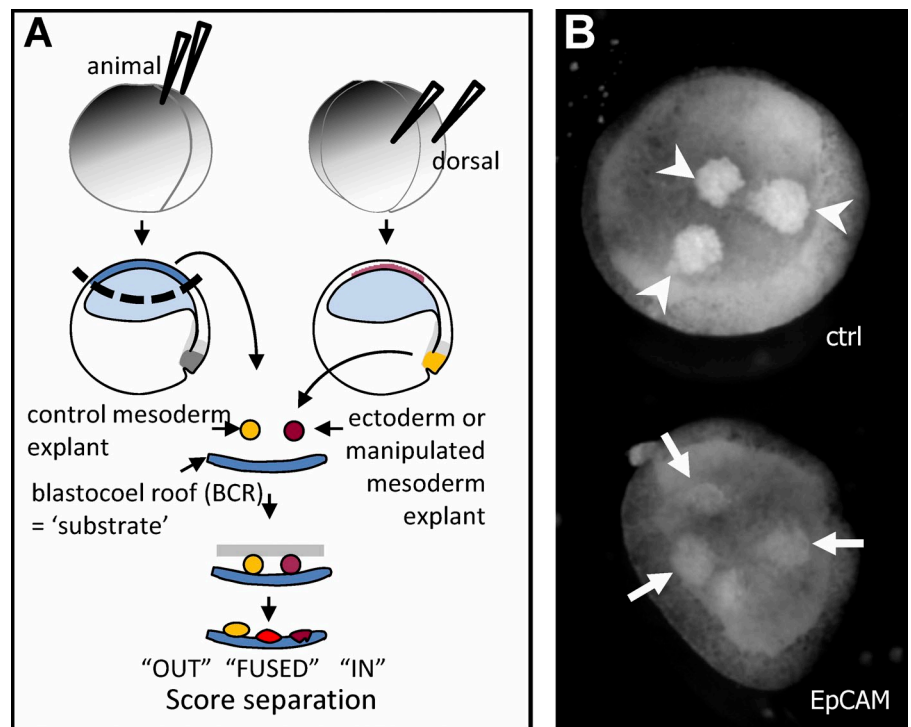 A
animal
dorsal
control mesoderm
explant
ectoderm or
manipulated
mesoderm
explant
blastocoel roof (BCR)
= ‘substrate’
“OUT” “FUSED” “IN”
Score separation
B
ctrl
EpCAM